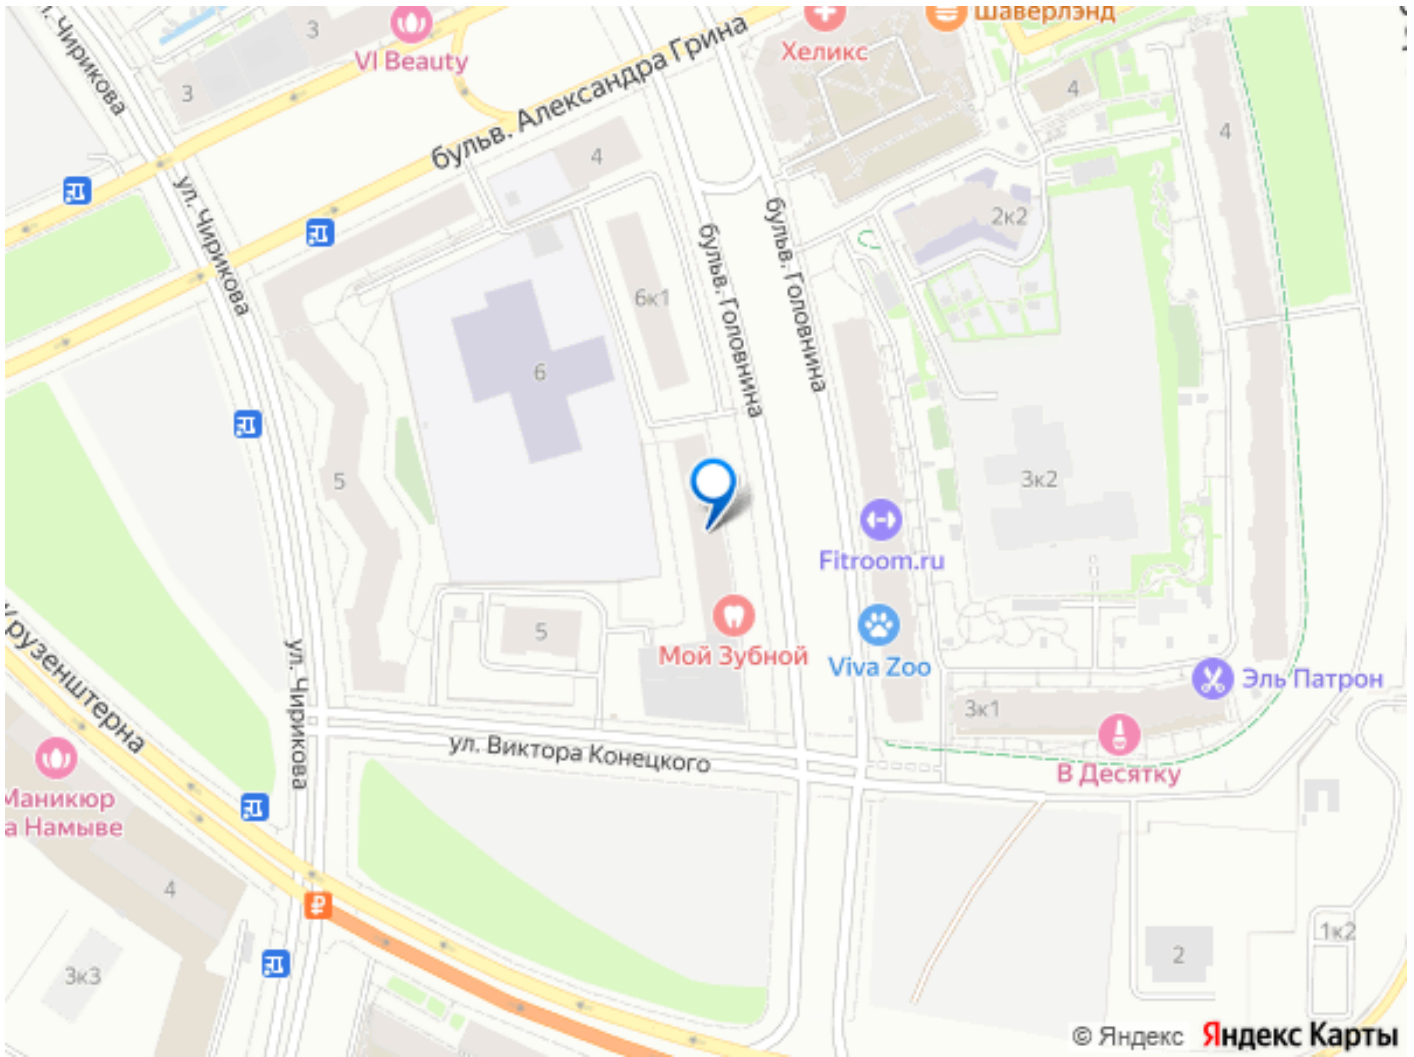 ул. Чирикова
3
VI Beauty
3
Хеликс
Шаверлэнд
бульв. Александра Грина
4
4
4
ул. Чирикова
бульв. Головнина
бульв. Головнина
2к2
6к1
6
5
3к2
Fitroom.ru
5
Мой Зубной
Viva Zoo
Эль Патрон
3к1
В Десятку
ул. Чирикова
ул. Виктора Конецкого
Крузенштерна
Маникюр
а Намыве
4
₽
3к3
2
1к2
© Яндекс Яндекс Карты